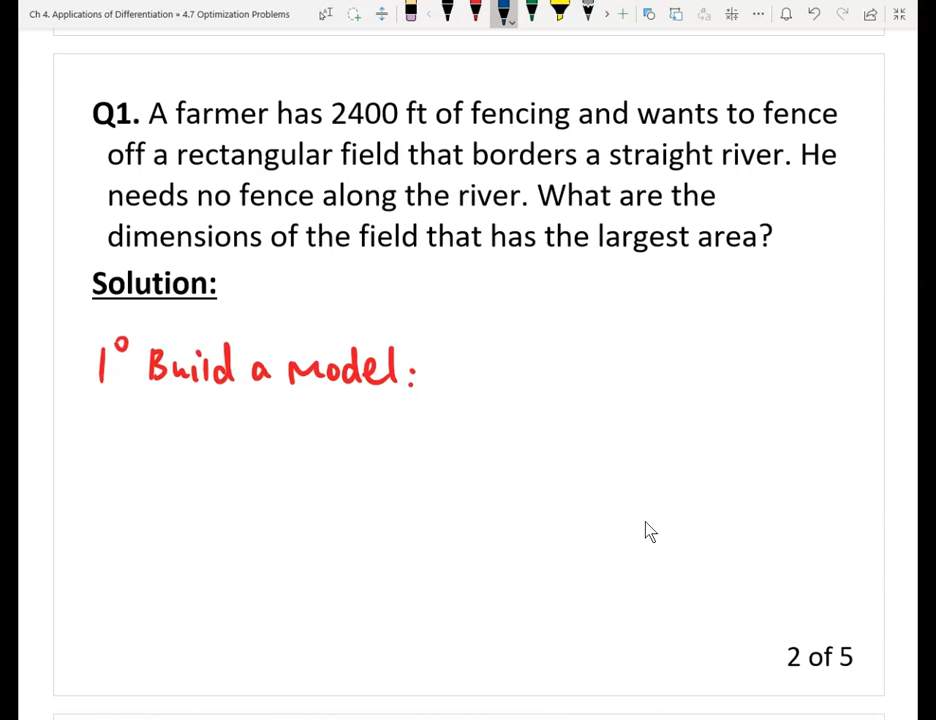 Ch 4. Applications of Differentiation » 4.7 Optimization Problems
Q1. A farmer has 2400 ft of fencing and wants to fence
off a rectangular field that borders a straight river. He
needs no fence along the river. What are the
dimensions of the field that has the largest area?
Solution:
1° Build a model:
2 of 5